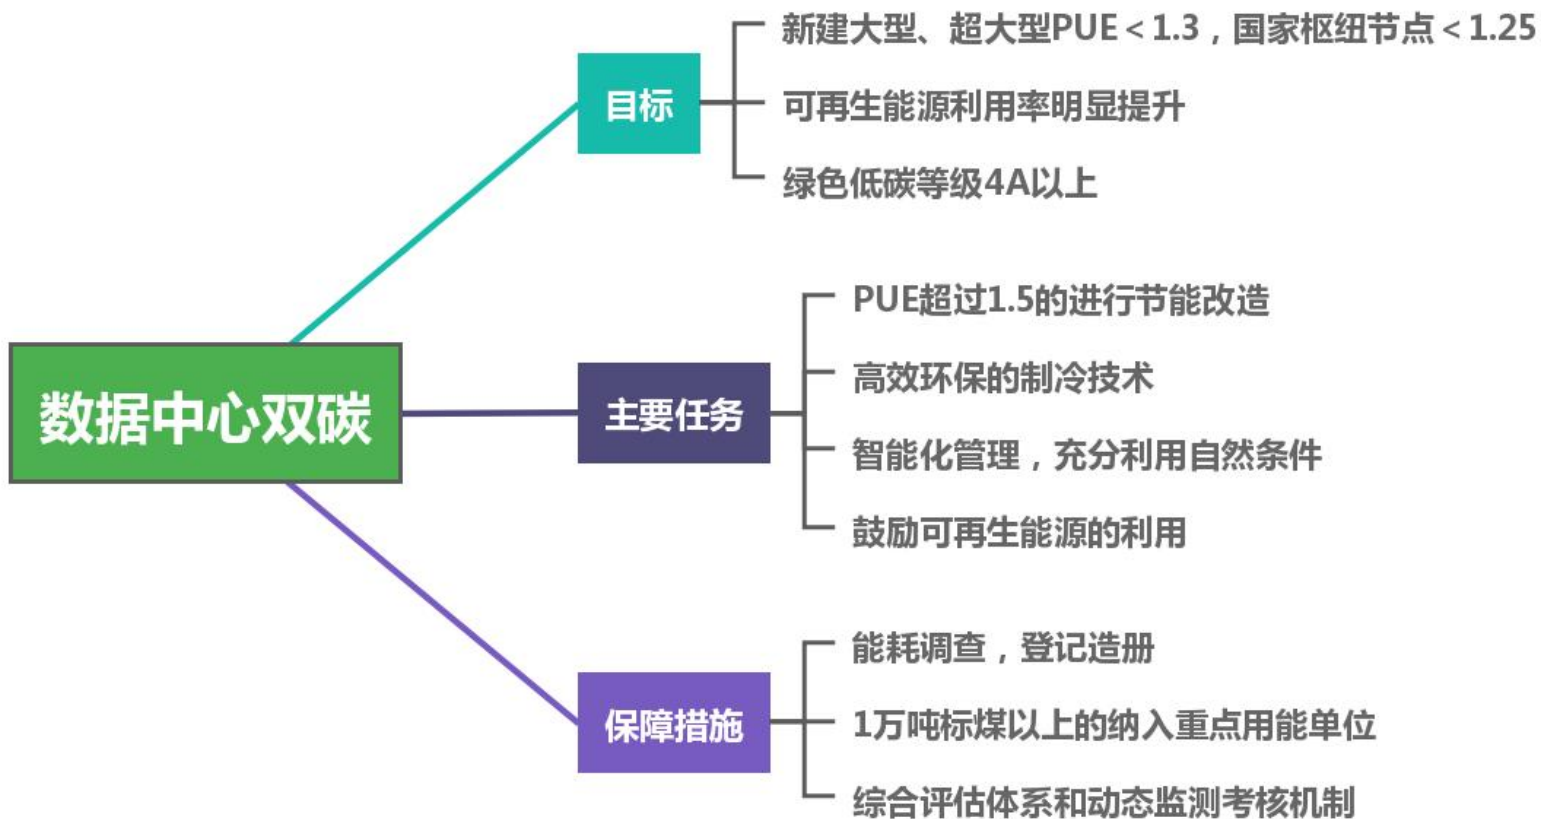 数据中心双碳
目标
新建大型、超大型PUE＜1.3，国家枢纽节点＜1.25
可再生能源利用率明显提升
绿色低碳等级4A以上
主要任务
PUE超过1.5的进行节能改造
高效环保的制冷技术
智能化管理，充分利用自然条件
鼓励可再生能源的利用
保障措施
能耗调查，登记造册
1万吨标煤以上的纳入重点用能单位
综合评估体系和动态监测考核机制